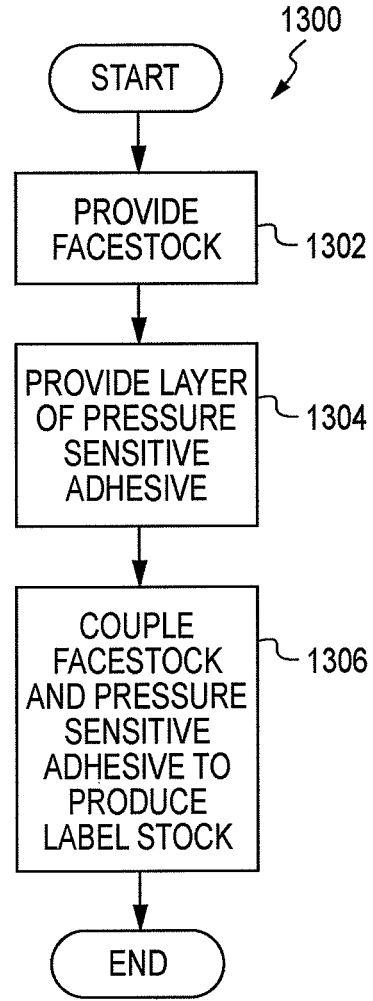 1300
START
PROVIDE
FACESTOCK
1302
PROVIDE LAYER
OF PRESSURE
SENSITIVE
ADHESIVE
1304
COUPLE
FACESTOCK
AND PRESSURE
SENSITIVE
ADHESIVE TO
PRODUCE
LABEL STOCK
1306
END